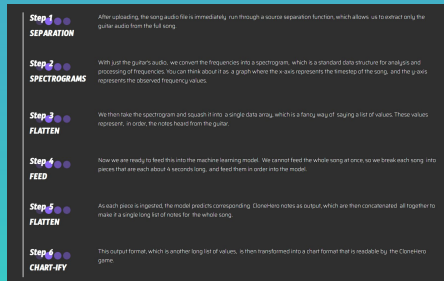 Step 1
SEPARATION
After uploading, the song audio file is immediately run through a source separation function, which allows us to extract only the
guitar audio from the full song.
Step 2
SPECTROGRAMS
With just the guitar's audio, we convert the frequencies into a spectrogram, which is a standard data structure for analysis and
processing of frequencies. You can think about it as a graph where the x-axis represents the timestep of the song, and the y-axis
represents the observed frequency values.
Step 3
FLATTEN
We then take the spectrogram and squash it into a single data array, which is a fancy way of saying a list of values. These values
represent, in order, the notes heard from the guitar.
Step 4
FEED
Now we are ready to feed this into the machine learning model. We cannot feed the whole song at once, so we break each song into
pieces that are each about 4 seconds long, and feed them in order into the model.
Step 5
FLATTEN
As each piece is ingested, the model predicts corresponding CloneHero notes as output, which are then concatenated all together to
make it a single long list of notes for the whole song.
Step 6
CHART-IFY
This output format, which is another long list of values, is then transformed into a chart format that is readable by the CloneHero
game.